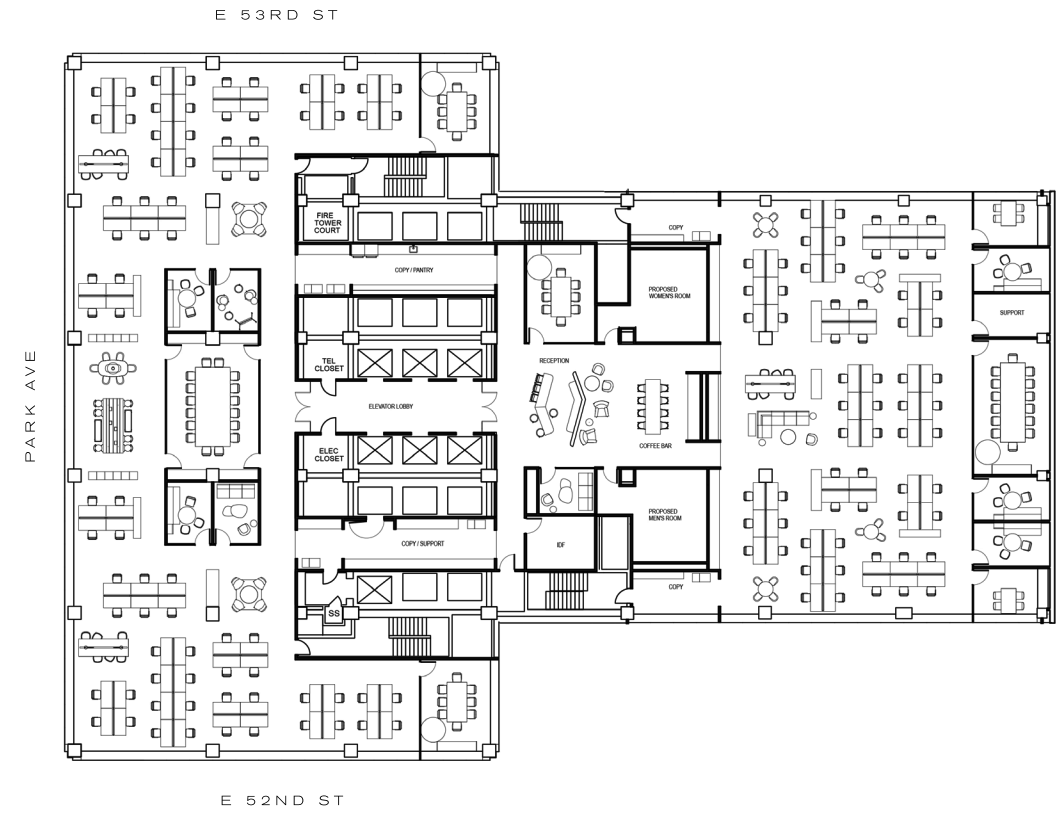 E 53RD ST
FIRE
TOWER
COURT
COPY
COPY / PANTRY
PROPOSED
WOMEN'S ROOM
SUPPORT
PARK AVE
TEL
CLOSET
RECEPTION
ELEVATOR LOBBY
COFFEE BAR
ELEC
CLOSET
PROPOSED
MEN'S ROOM
COPY / SUPPORT
IDF
COPY
SS
E 52ND ST